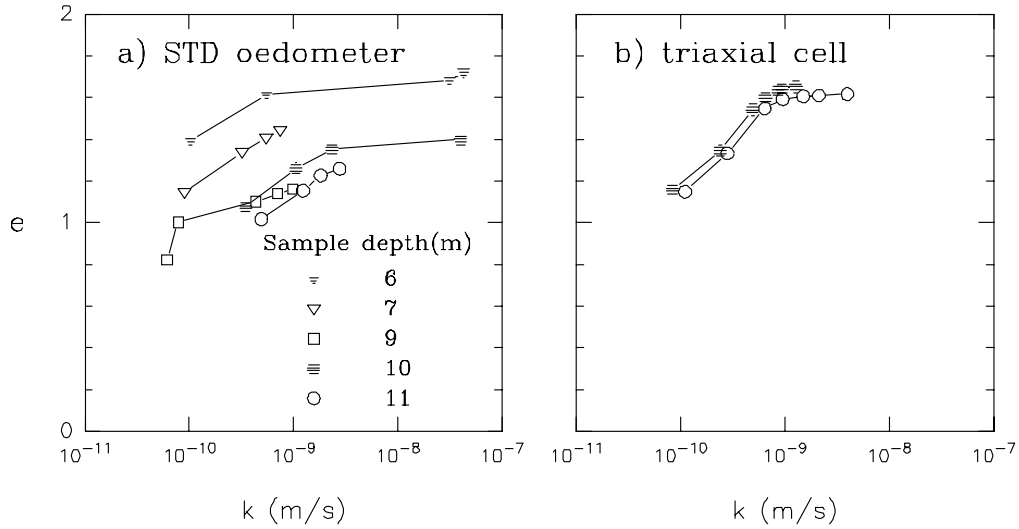 2
a) STD oedometer
b) triaxial cell
e
1
Sample depth(m)
6
7
9
10
11
0
10⁻¹¹ 10⁻¹⁰ 10⁻⁹ 10⁻⁸ 10⁻⁷
10⁻¹¹ 10⁻¹⁰ 10⁻⁹ 10⁻⁸ 10⁻⁷
k (m/s)
k (m/s)